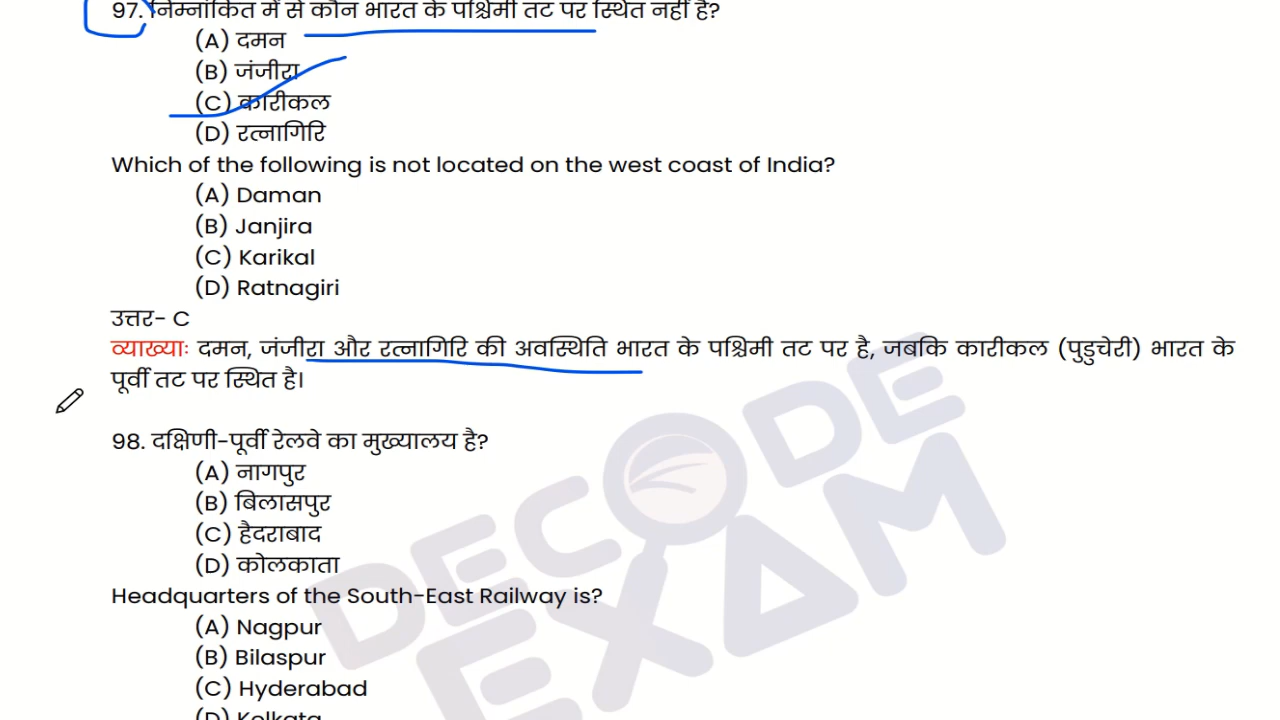 97. निम्नांकित में से कौन भारत के पश्चिमी तट पर स्थित नहीं है?
(A) दमन
(B) जंजीरा
(C) कारीकल
(D) रत्नागिरि
Which of the following is not located on the west coast of India?
(A) Daman
(B) Janjira
(C) Karikal
(D) Ratnagiri
उत्तर- C
व्याख्याः दमन, जंजीरा और रत्नागिरि की अवस्थिति भारत के पश्चिमी तट पर है, जबकि कारीकल (पुडुचेरी) भारत के
पूर्वी तट पर स्थित है।
98. दक्षिणी-पूर्वी रेलवे का मुख्यालय है?
(A) नागपुर
(B) बिलासपुर
(C) हैदराबाद
(D) कोलकाता
Headquarters of the South-East Railway is?
(A) Nagpur
(B) Bilaspur
(C) Hyderabad
(D) Kolkata
DECODE
EXAM